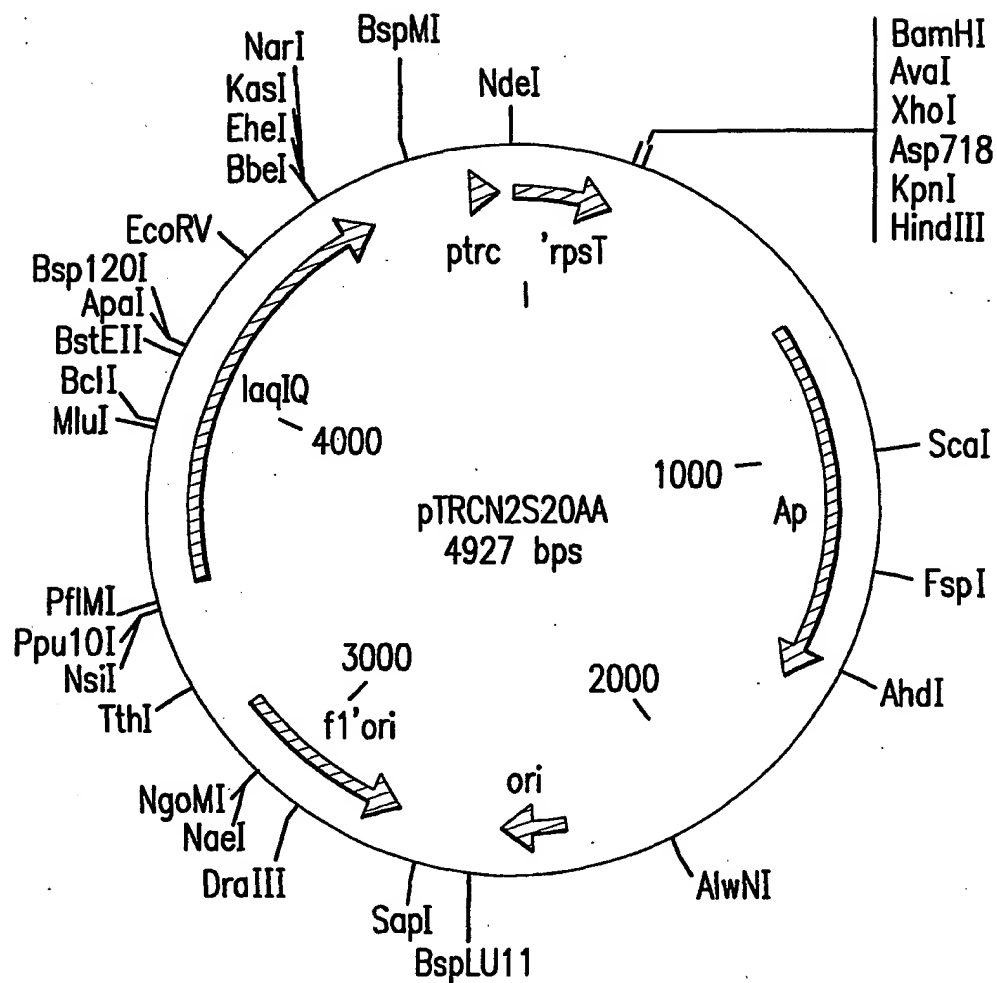 BspMI
NarI
KasI
EheI
BbeI
NdeI
BamHI
AvaI
XhoI
Asp718
KpnI
HindIII
EcoRV
Bsp120I
ApaI
BstEII
BclI
MluI
ptrc
'rpsT
laqIQ
4000
1000
ScaI
Ap
pTRCN2S20AA
4927 bps
FspI
PflMI
Ppu10I
NsiI
TthI
3000
2000
AhdI
f1'ori
ori
NgoMI
NaeI
DraIII
SapI
BspLU11
AlwNI